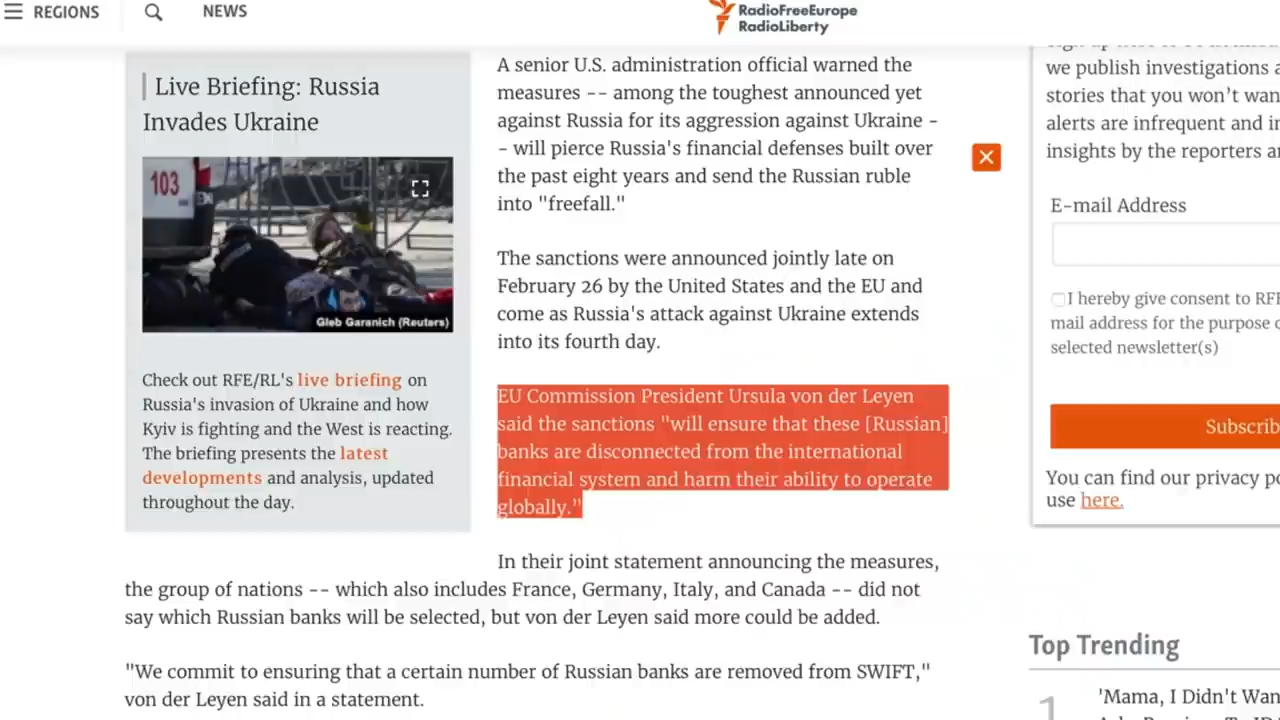 REGIONS
NEWS
RadioFreeEurope
RadioLiberty
Live Briefing: Russia
Invades Ukraine
103
Gleb Garanich (Reuters)
Check out RFE/RL's live briefing on
Russia's invasion of Ukraine and how
Kyiv is fighting and the West is reacting.
The briefing presents the latest
developments and analysis, updated
throughout the day.
A senior U.S. administration official warned the
measures -- among the toughest announced yet
against Russia for its aggression against Ukraine -
- will pierce Russia's financial defenses built over
the past eight years and send the Russian ruble
into "freefall."
The sanctions were announced jointly late on
February 26 by the United States and the EU and
come as Russia's attack against Ukraine extends
into its fourth day.
EU Commission President Ursula von der Leyen
said the sanctions "will ensure that these [Russian]
banks are disconnected from the international
financial system and harm their ability to operate
globally."
In their joint statement announcing the measures,
the group of nations -- which also includes France, Germany, Italy, and Canada -- did not
say which Russian banks will be selected, but von der Leyen said more could be added.
"We commit to ensuring that a certain number of Russian banks are removed from SWIFT,"
von der Leyen said in a statement.
we publish investigations a
stories that you won't wan
alerts are infrequent and in
insights by the reporters a
E-mail Address
I hereby give consent to RFE
mail address for the purpose o
selected newsletter(s)
Subscrib
You can find our privacy po
use here.
Top Trending
1
'Mama, I Didn't Wan